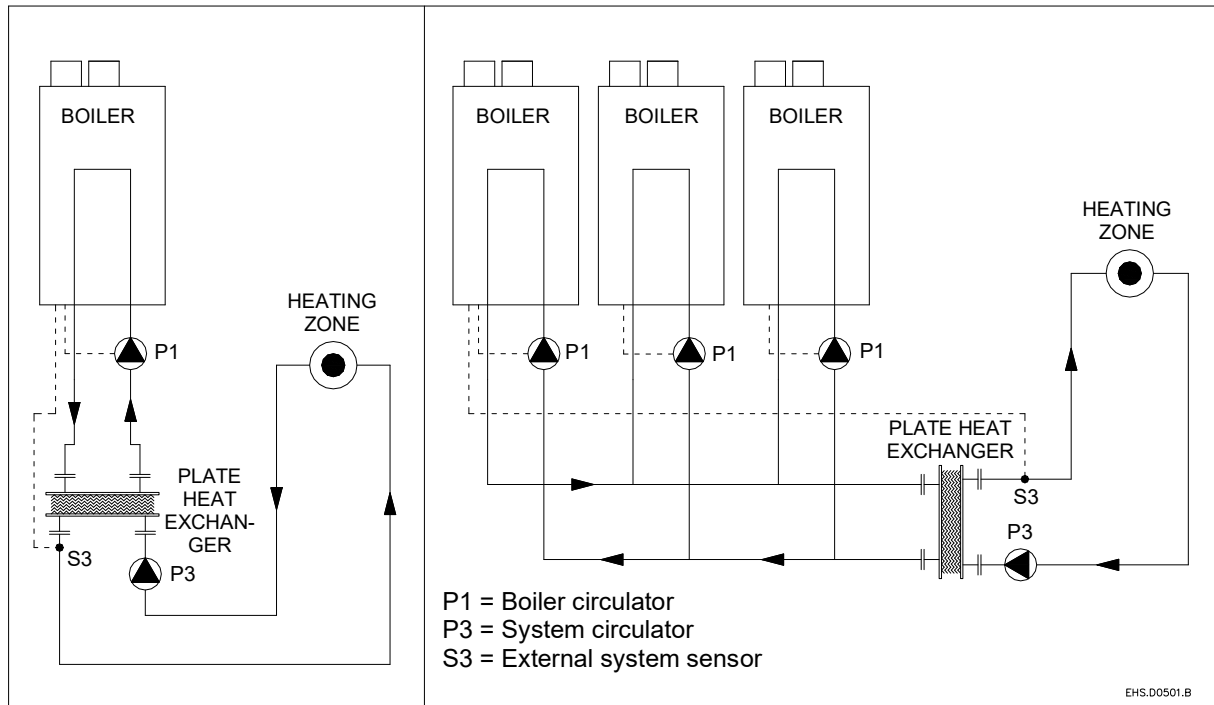 BOILER
P1
HEATING
ZONE
PLATE
HEAT
EXCHAN-
GER
S3
P3
BOILER
BOILER
BOILER
P1
P1
P1
HEATING
ZONE
PLATE HEAT
EXCHANGER
S3
P3
P1 = Boiler circulator
P3 = System circulator
S3 = External system sensor
EHS.D0501.B